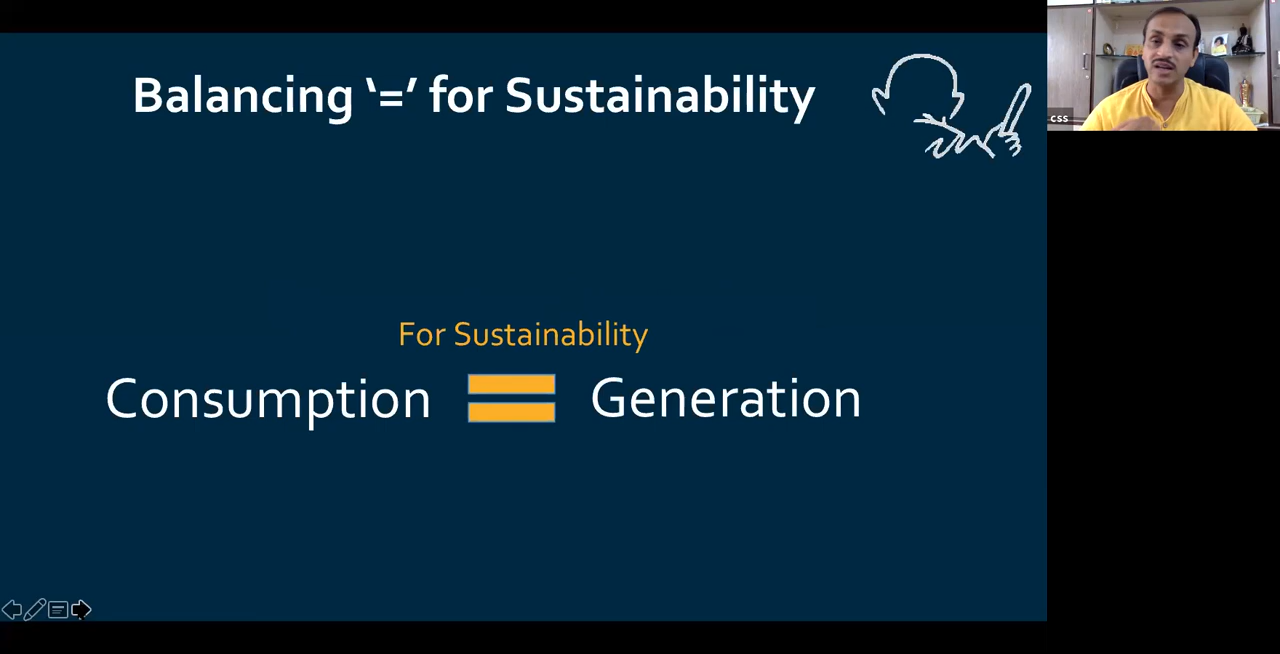 Balancing ‘=’ for Sustainability
css
For Sustainability
Consumption = Generation